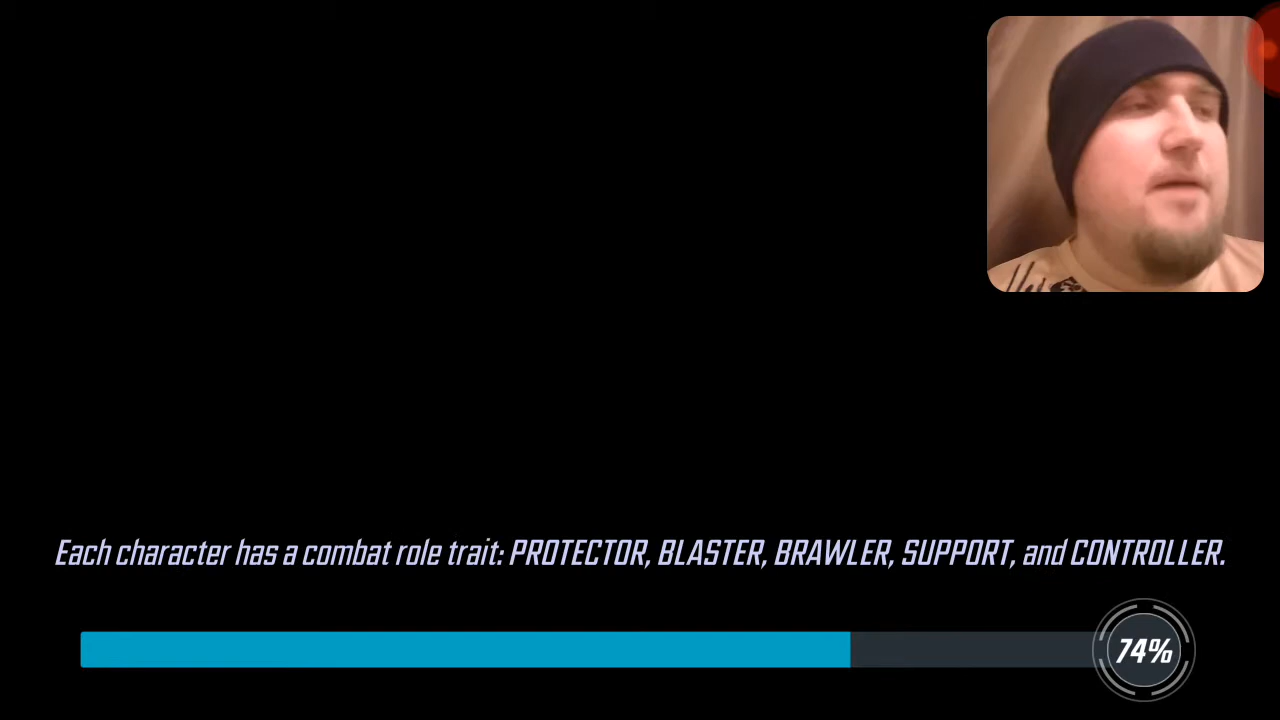 Each character has a combat role trait: PROTECTOR, BLASTER, BRAWLER, SUPPORT, and CONTROLLER.
74%